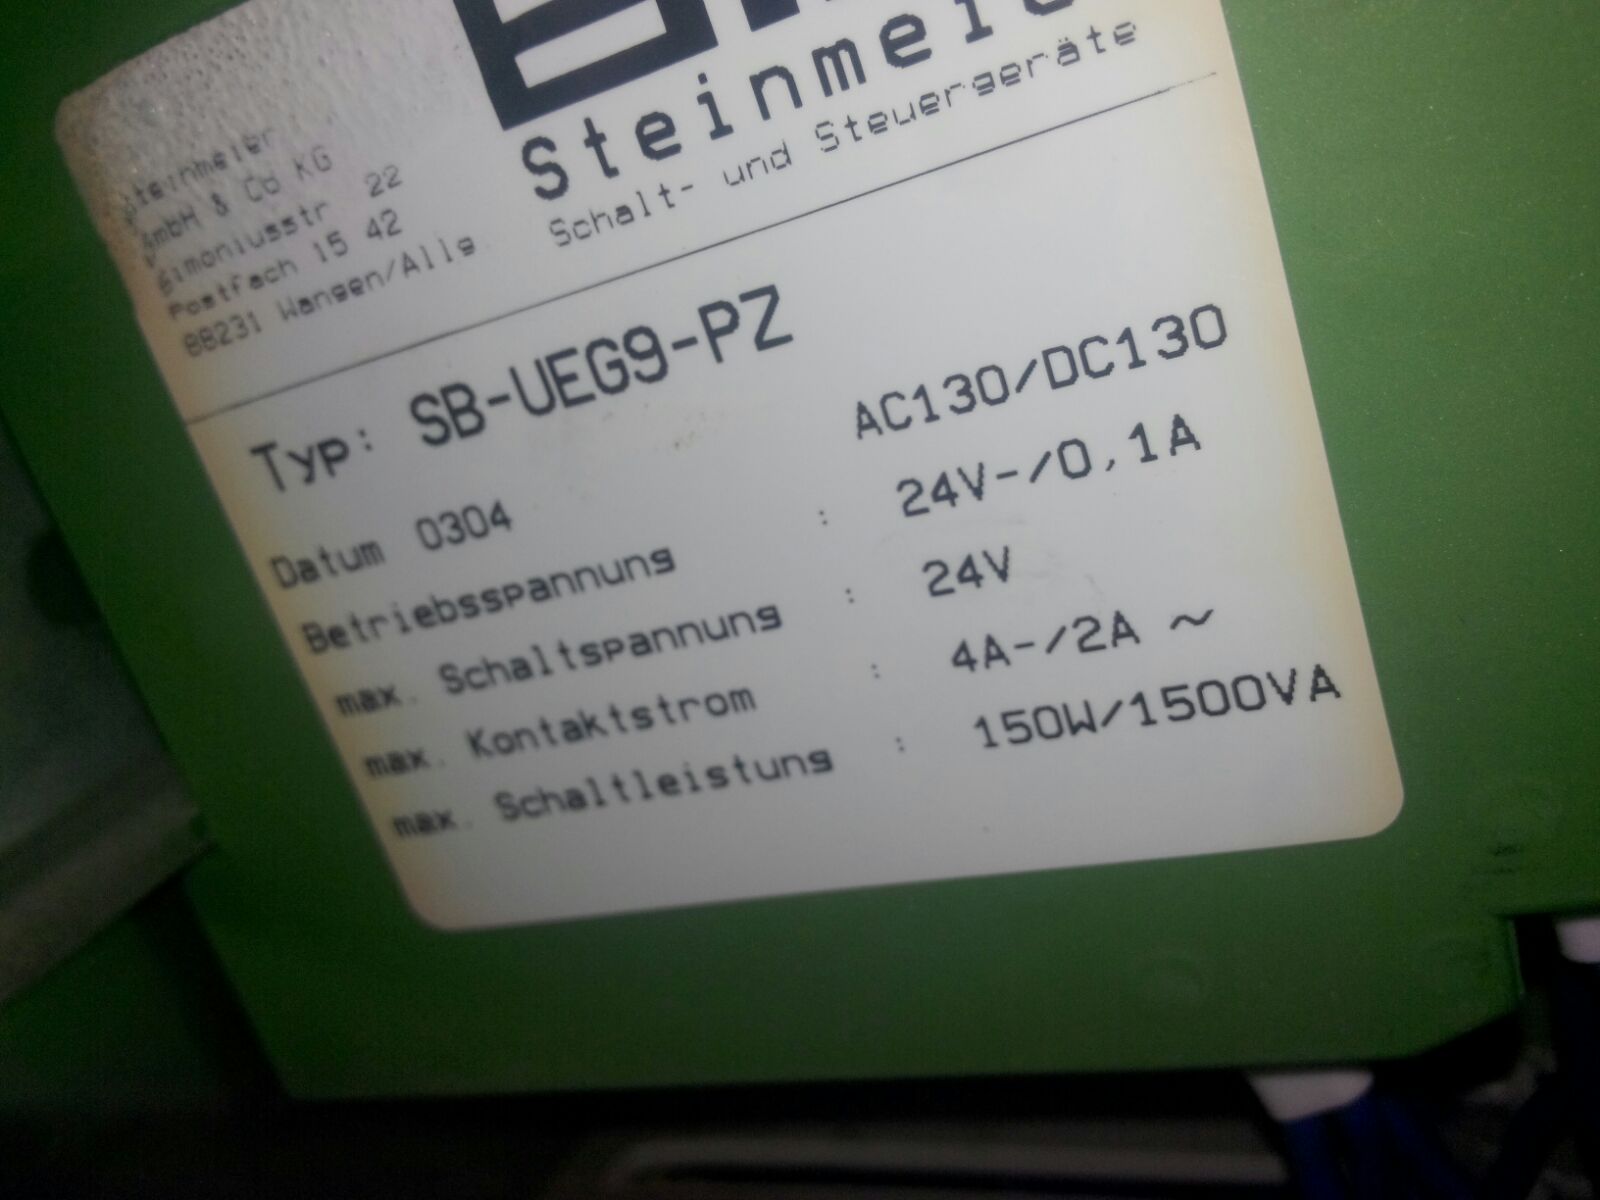 Steinmei
Schalt- und Steuergeräte
Steinmeier
GmbH & Co KG
Simoniusstr 22
Postfach 15 42
88231 Wangen/Allg.
Typ: SB-UEG9-PZ
AC130/DC130
Datum 0304
Betriebsspannung : 24V-/0,1A
max. Schaltspannung : 24V
max. Kontaktstrom : 4A-/2A ~
max. Schaltleistung : 150W/1500VA